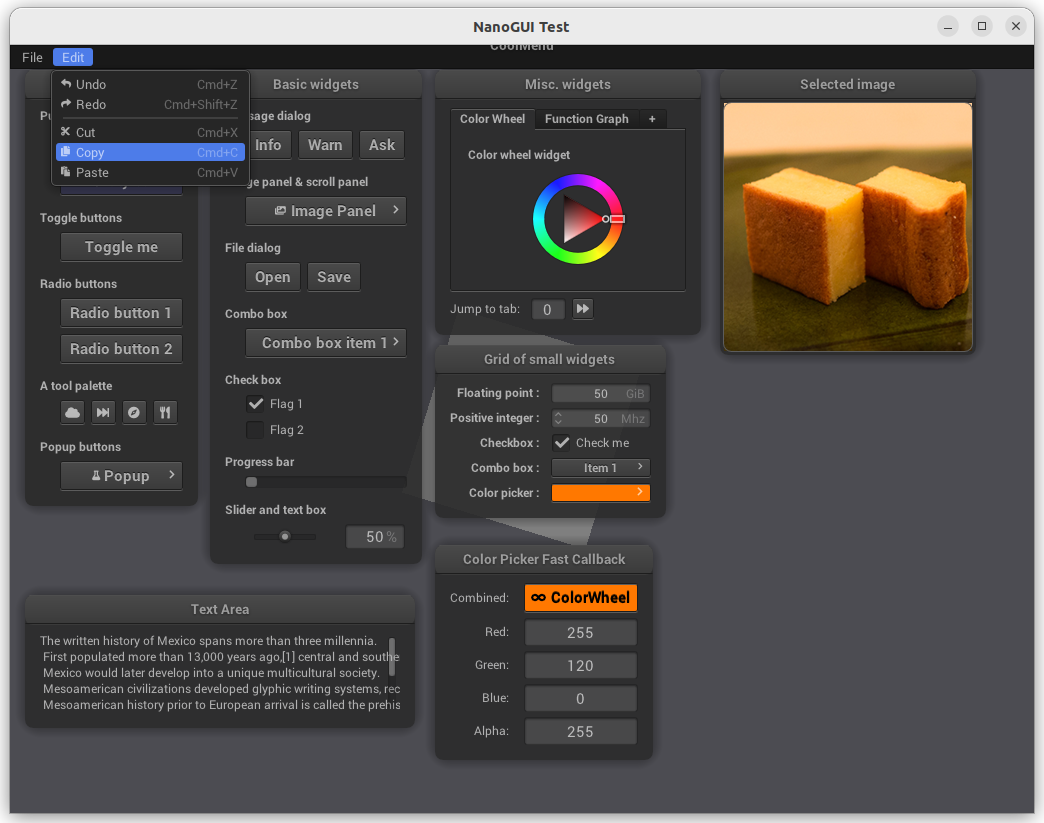 NanoGUI Test
CoolMenu
File Edit
Undo Cmd+Z
Redo Cmd+Shift+Z
Cut Cmd+X
Copy Cmd+C
Paste Cmd+V
Toggle buttons
Toggle me
Radio buttons
Radio button 1
Radio button 2
A tool palette
Popup buttons
Popup >
Basic widgets
sage dialog
Info Warn Ask
ge panel & scroll panel
Image Panel >
File dialog
Open Save
Combo box
Combo box item 1 >
Check box
Flag 1
Flag 2
Progress bar
Slider and text box
50 %
Misc. widgets
Color Wheel Function Graph +
Color wheel widget
Jump to tab: 0
Grid of small widgets
Floating point : 50 GiB
Positive integer : 50 Mhz
Checkbox : Check me
Combo box : Item 1 >
Color picker : >
Color Picker Fast Callback
Combined: ColorWheel
Red: 255
Green: 120
Blue: 0
Alpha: 255
Selected image
Text Area
The written history of Mexico spans more than three millennia.
First populated more than 13,000 years ago,[1] central and southe
Mexico would later develop into a unique multicultural society.
Mesoamerican civilizations developed glyphic writing systems, rec
Mesoamerican history prior to European arrival is called the prehis